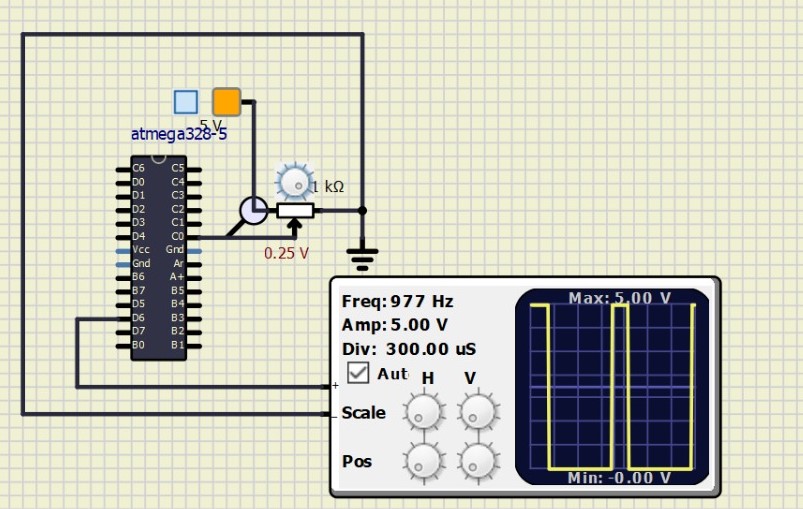 5 V
atmega328-5
1 kΩ
0.25 V
C6 C5
D0 C4
D1 C3
D2 C2
D3 C1
D4 C0
Vcc Gnd
Gnd Ar
B6 A+
B7 B5
D5 B4
D6 B3
D7 B2
B0 B1
Freq: 977 Hz
Amp: 5.00 V
Div: 300.00 uS
Aut H V
+
Scale
-
Pos
Max: 5.00 V
Min: -0.00 V